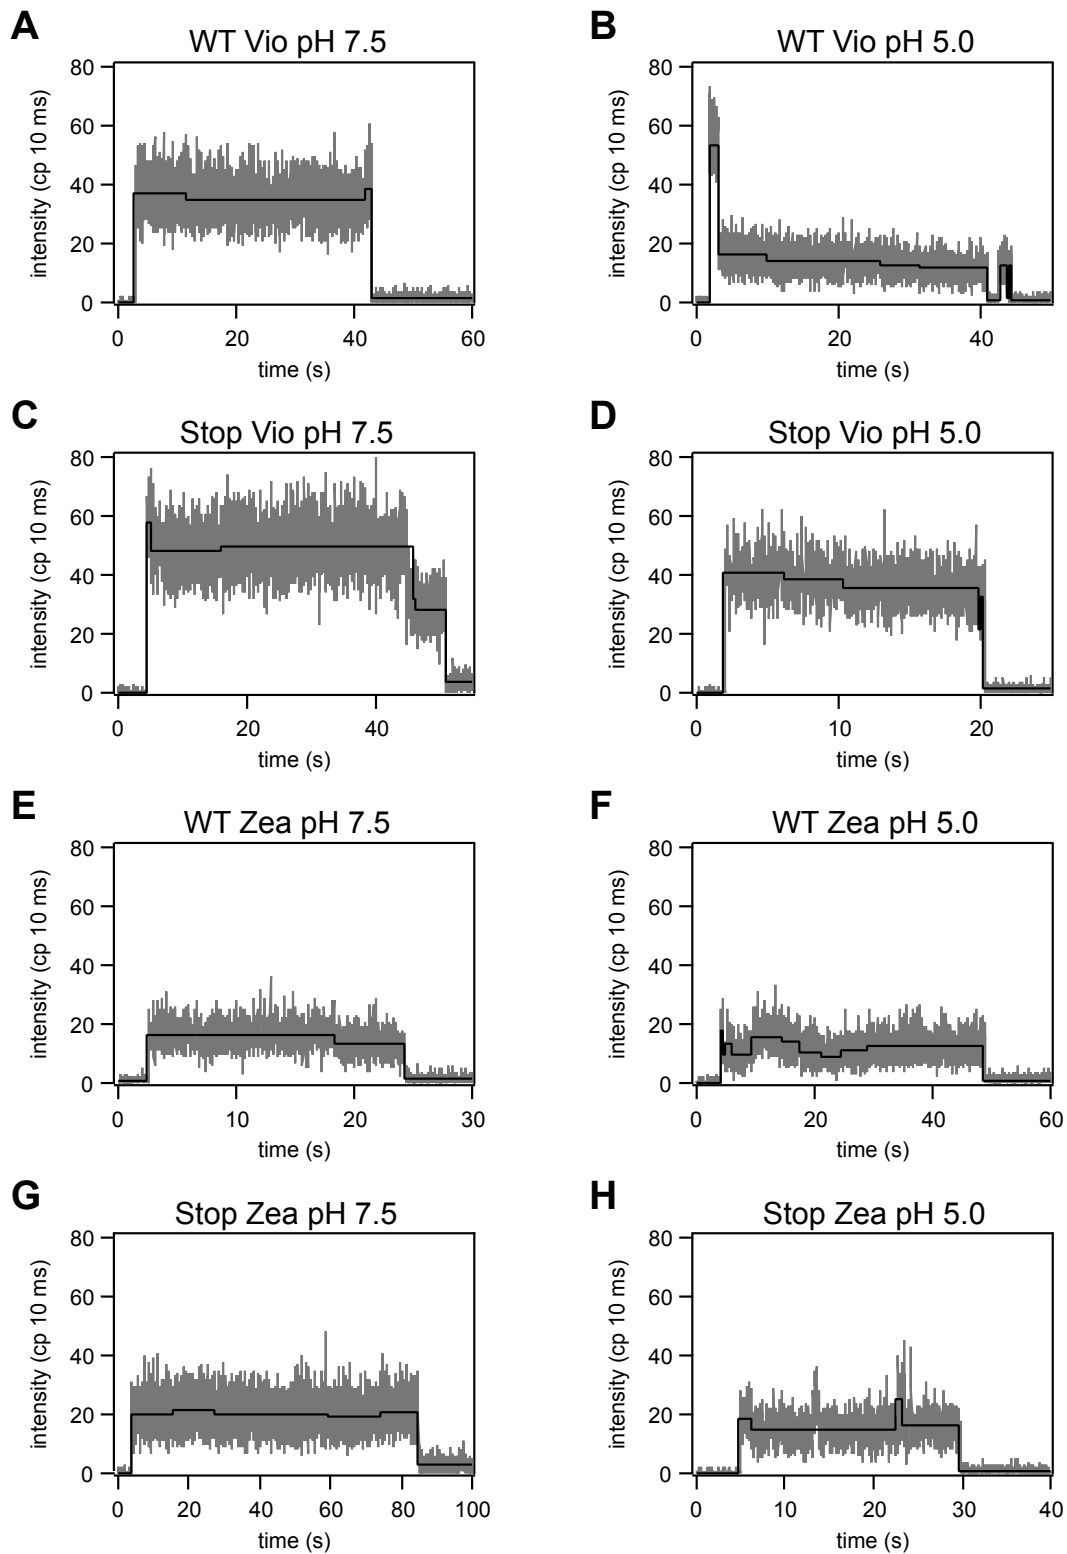 A
WT Vio pH 7.5
intensity (cp 10 ms)
80
60
40
20
0
0 20 40 60
time (s)
B
WT Vio pH 5.0
intensity (cp 10 ms)
80
60
40
20
0
0 20 40
time (s)
C
Stop Vio pH 7.5
intensity (cp 10 ms)
80
60
40
20
0
0 20 40
time (s)
D
Stop Vio pH 5.0
intensity (cp 10 ms)
80
60
40
20
0
0 10 20
time (s)
E
WT Zea pH 7.5
intensity (cp 10 ms)
80
60
40
20
0
0 10 20 30
time (s)
F
WT Zea pH 5.0
intensity (cp 10 ms)
80
60
40
20
0
0 20 40 60
time (s)
G
Stop Zea pH 7.5
intensity (cp 10 ms)
80
60
40
20
0
0 20 40 60 80 100
time (s)
H
Stop Zea pH 5.0
intensity (cp 10 ms)
80
60
40
20
0
0 10 20 30 40
time (s)